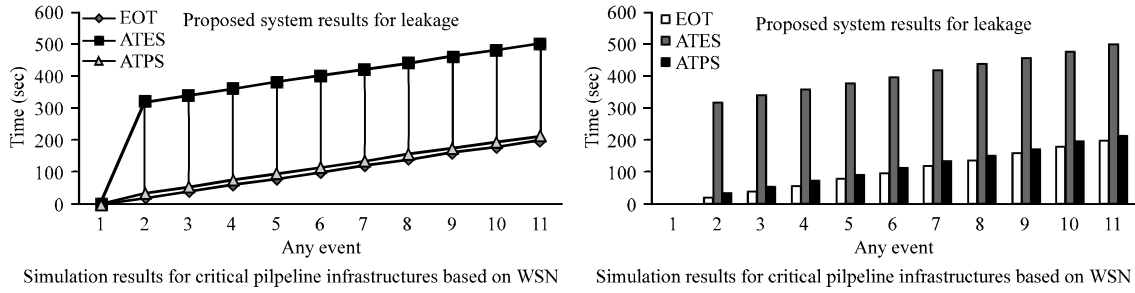 Proposed system results for leakage
EOT
ATES
ATPS
Time (sec)
600
500
400
300
200
100
0
1 2 3 4 5 6 7 8 9 10 11
Any event
Simulation results for critical pilpeline infrastructures based on WSN
Proposed system results for leakage
EOT
ATES
ATPS
Time (sec)
600
500
400
300
200
100
0
1 2 3 4 5 6 7 8 9 10 11
Any event
Simulation results for critical pilpeline infrastructures based on WSN